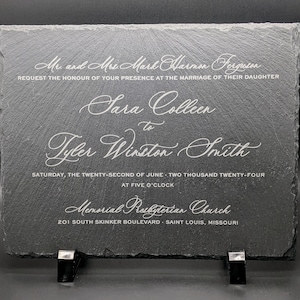 Mr. and Mrs. Mark Harmon Ferguson
REQUEST THE HONOUR OF YOUR PRESENCE AT THE MARRIAGE OF THEIR DAUGHTER
Sara Colleen
to
Tyler Winston Smith
SATURDAY, THE TWENTY-SECOND OF JUNE · TWO THOUSAND TWENTY-FOUR
AT FIVE O'CLOCK
Memorial Presbyterian Church
201 SOUTH SKINKER BOULEVARD · SAINT LOUIS, MISSOURI